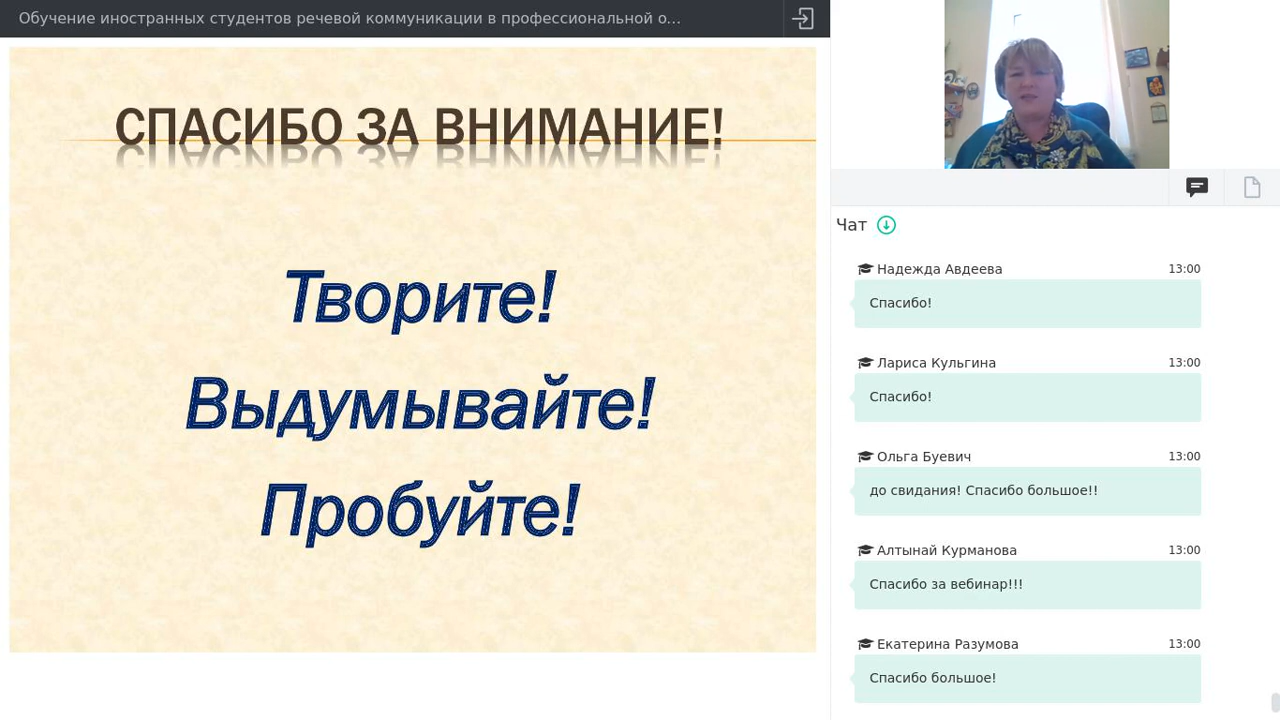 Обучение иностранных студентов речевой коммуникации в профессиональной о...
СПАСИБО ЗА ВНИМАНИЕ!
Творите!
Выдумывайте!
Пробуйте!
Чат
Надежда Авдеева 13:00
Спасибо!
Лариса Кульгина 13:00
Спасибо!
Ольга Буевич 13:00
до свидания! Спасибо большое!!
Алтынай Курманова 13:00
Спасибо за вебинар!!!
Екатерина Разумова 13:00
Спасибо большое!